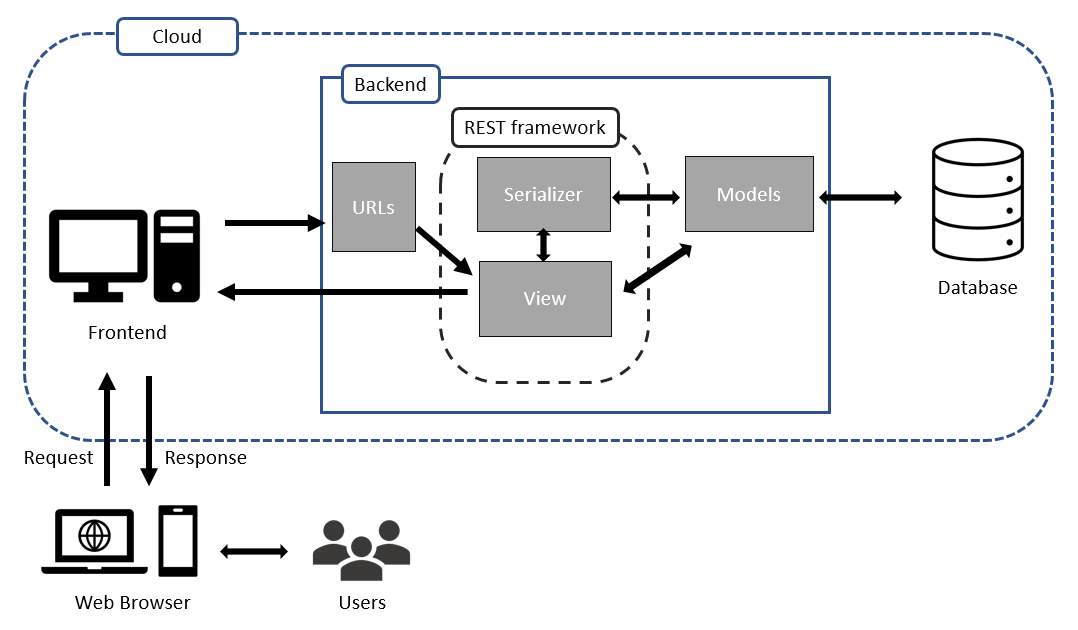 Cloud
Backend
REST framework
URLs
Serializer
Models
View
Database
Frontend
Request
Response
Web Browser
Users